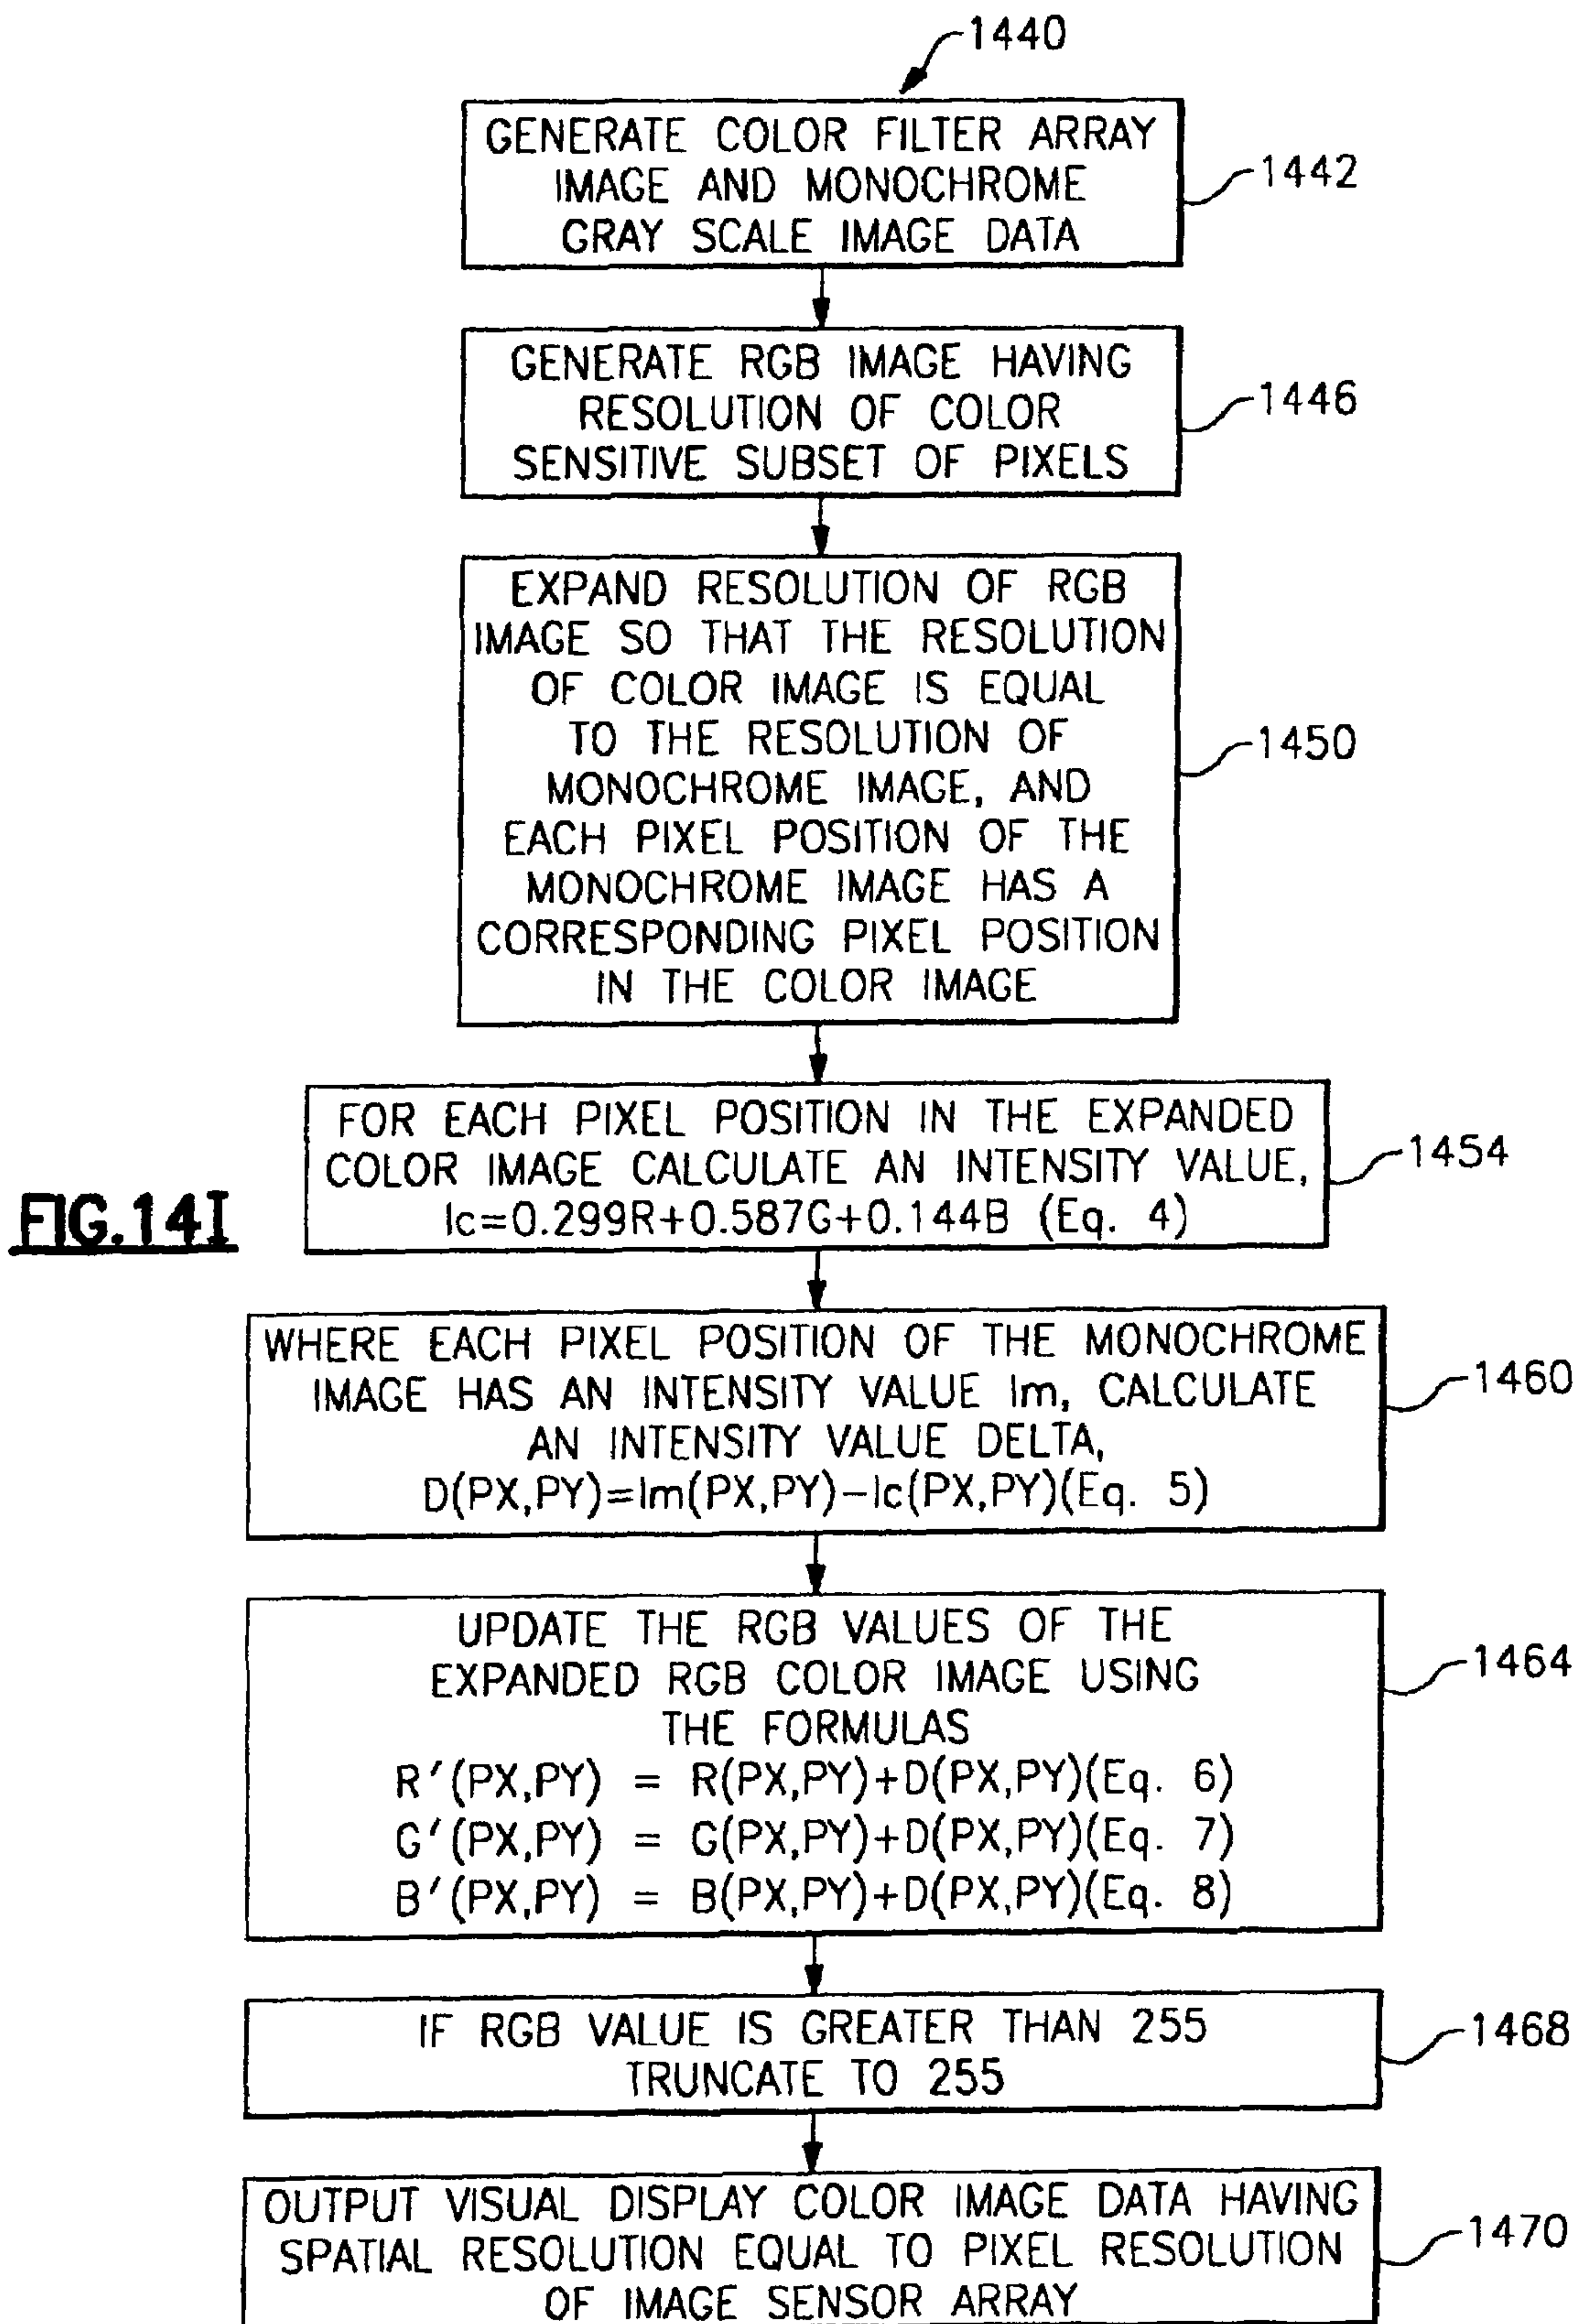 1440
GENERATE COLOR FILTER ARRAY
IMAGE AND MONOCHROME
GRAY SCALE IMAGE DATA
1442
GENERATE RGB IMAGE HAVING
RESOLUTION OF COLOR
SENSITIVE SUBSET OF PIXELS
1446
EXPAND RESOLUTION OF RGB
IMAGE SO THAT THE RESOLUTION
OF COLOR IMAGE IS EQUAL
TO THE RESOLUTION OF
MONOCHROME IMAGE, AND
EACH PIXEL POSITION OF THE
MONOCHROME IMAGE HAS A
CORRESPONDING PIXEL POSITION
IN THE COLOR IMAGE
1450
FOR EACH PIXEL POSITION IN THE EXPANDED
COLOR IMAGE CALCULATE AN INTENSITY VALUE,
Ic=0.299R+0.587G+0.144B (Eq. 4)
1454
FIG.14I
WHERE EACH PIXEL POSITION OF THE MONOCHROME
IMAGE HAS AN INTENSITY VALUE Im, CALCULATE
AN INTENSITY VALUE DELTA,
D(PX,PY)=Im(PX,PY)-Ic(PX,PY)(Eq. 5)
1460
UPDATE THE RGB VALUES OF THE
EXPANDED RGB COLOR IMAGE USING
THE FORMULAS
R'(PX,PY) = R(PX,PY)+D(PX,PY)(Eq. 6)
G'(PX,PY) = G(PX,PY)+D(PX,PY)(Eq. 7)
B'(PX,PY) = B(PX,PY)+D(PX,PY)(Eq. 8)
1464
IF RGB VALUE IS GREATER THAN 255
TRUNCATE TO 255
1468
OUTPUT VISUAL DISPLAY COLOR IMAGE DATA HAVING
SPATIAL RESOLUTION EQUAL TO PIXEL RESOLUTION
OF IMAGE SENSOR ARRAY
1470